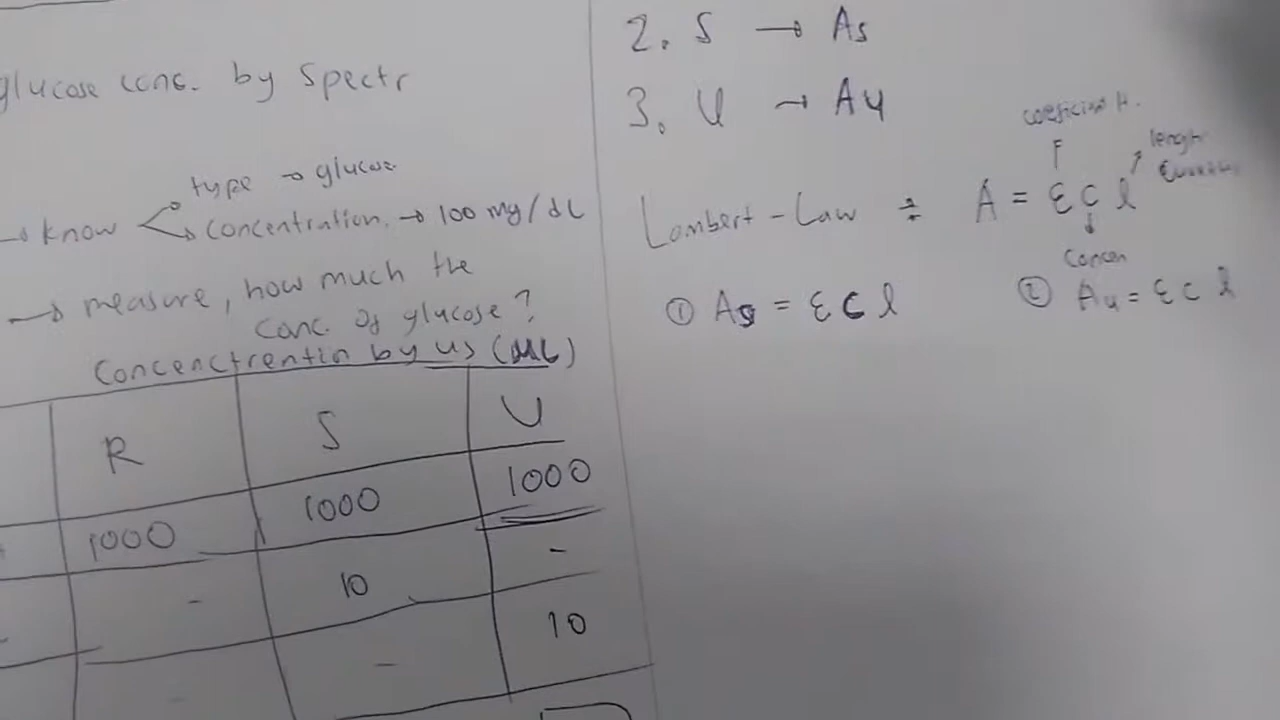 glucose conc. by Spectr
type → glucose
→ know
concentration. → 100 mg/dL
→ measure, how much the
conc. of glucose?
Concenctrentin by us (ML)
R S U
1000 1000 1000
- 10 -
- - 10
2. S → As
3. U → Au
length
Lambert-Law ÷ A = ε C l
Concen
① As = ε C l
② Au = ε C l